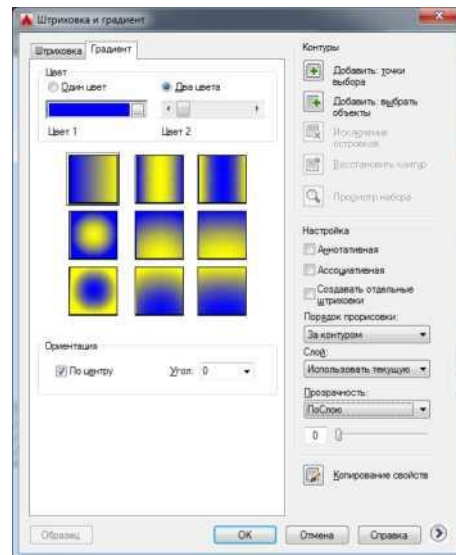 Штриховка и градиент
Штриховка
Градиент
Цвет
Один цвет
Два цвета
Цвет 1
Цвет 2
Ориентация
По центру
Угол:
0
Контуры
Добавить: точки
выбора
Добавить: выбрать
объекты
Исключение
островков
Восстановить контур
Просмотр набора
Настройка
Аннотативная
Ассоциативная
Создавать отдельные
штриховки
Порядок прорисовки:
За контуром
Слой:
Использовать текущую
Прозрачность:
ПоСлою
0
Копирование свойств
Образец
OK
Отмена
Справка